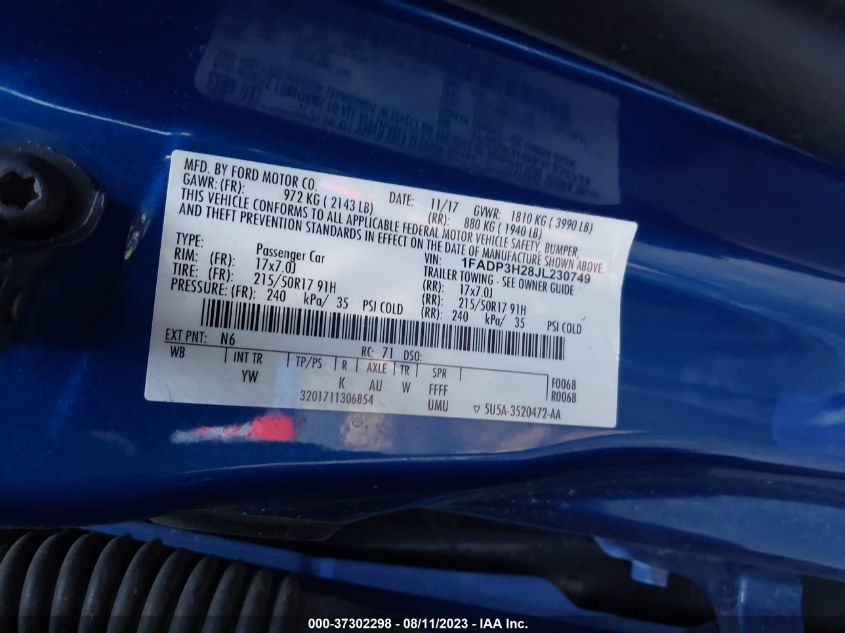 MFD. BY FORD MOTOR CO. DATE: 11/17 GVWR: 1810 KG ( 3990 LB)
GAWR: (FR): 972 KG ( 2143 LB) (RR): 880 KG ( 1940 LB)
THIS VEHICLE CONFORMS TO ALL APPLICABLE FEDERAL MOTOR VEHICLE SAFETY, BUMPER,
AND THEFT PREVENTION STANDARDS IN EFFECT ON THE DATE OF MANUFACTURE SHOWN ABOVE.
VIN: 1FADP3H28JL230749
TYPE: Passenger Car TRAILER TOWING - SEE OWNER GUIDE
RIM: (FR): 17x7.0J (RR): 17x7.0J
TIRE: (FR): 215/50R17 91H (RR): 215/50R17 91H
PRESSURE: (FR): 240 kPa/ 35 PSI COLD (RR): 240 kPa/ 35 PSI COLD
EXT PNT: N6 RC: 71 DSO:
WB INT TR TP/PS R AXLE TR SPR F0068
YW K AU W FFFF R0068
3201711306854 UMU ▽ 5U5A-3520472-AA
000-37302298 - 08/11/2023 - IAA Inc.